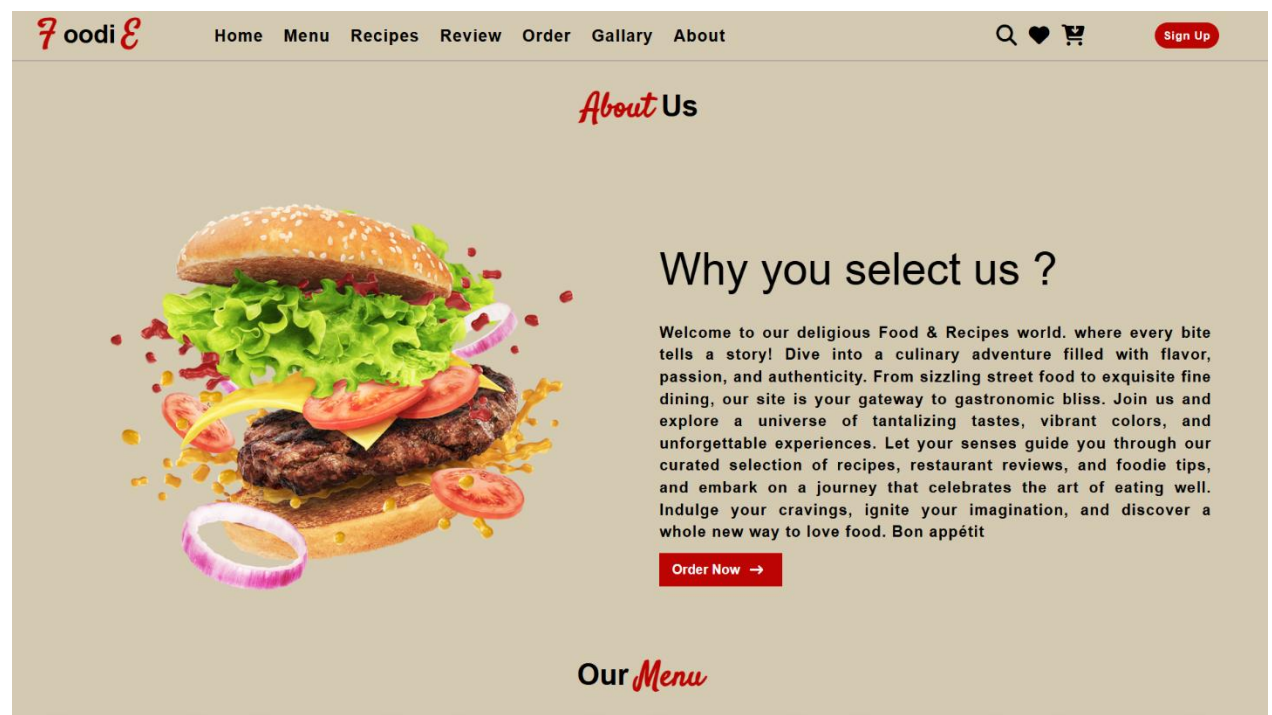 FoodiE
Home Menu Recipes Review Order Gallary About
Sign Up
About Us
Why you select us ?
Welcome to our deligious Food & Recipes world. where every bite
tells a story! Dive into a culinary adventure filled with flavor,
passion, and authenticity. From sizzling street food to exquisite fine
dining, our site is your gateway to gastronomic bliss. Join us and
explore a universe of tantalizing tastes, vibrant colors, and
unforgettable experiences. Let your senses guide you through our
curated selection of recipes, restaurant reviews, and foodie tips,
and embark on a journey that celebrates the art of eating well.
Indulge your cravings, ignite your imagination, and discover a
whole new way to love food. Bon appétit
Order Now →
Our Menu